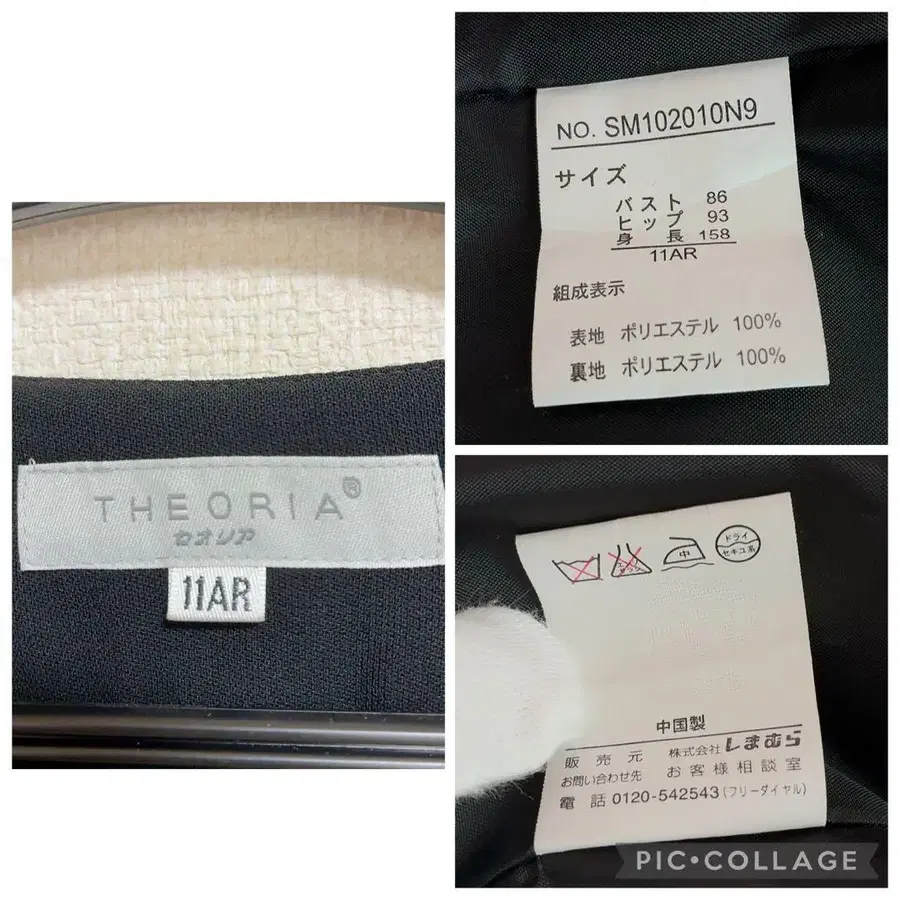 THEORIA®
セオリア
11AR
NO. SM102010N9
サイズ
バスト 86
ヒップ 93
身長 158
11AR
組成表示
表地 ポリエステル 100%
裏地 ポリエステル 100%
中
ドライ
セキユ系
中国製
販売元 株式会社 しまむら
お問い合わせ先 お客様相談室
電話 0120-542543(フリーダイヤル)
PIC•COLLAGE